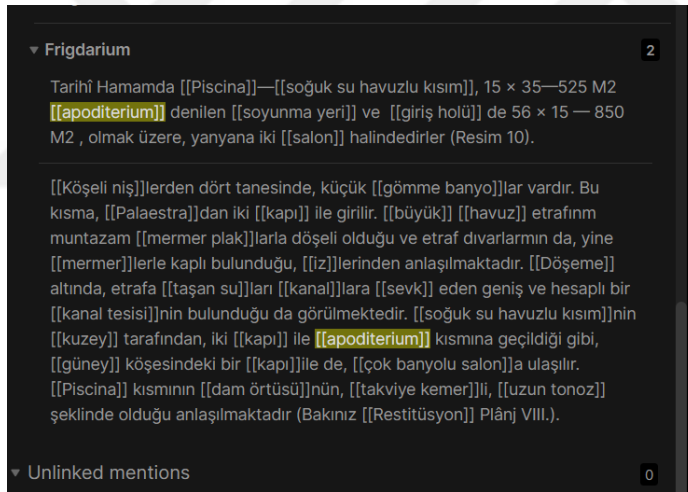 Frigdarium
2
Tarihî Hamamda [[Piscina]]—[[soğuk su havuzlu kısım]], 15 × 35—525 M2
[[apoditerium]] denilen [[soyunma yeri]] ve [[giriş holü]] de 56 × 15 — 850
M2 , olmak üzere, yanyana iki [[salon]] halindedirler (Resim 10).
[[Köşeli niş]]lerden dört tanesinde, küçük [[gömme banyo]]lar vardır. Bu
kısma, [[Palaestra]]dan iki [[kapı]] ile girilir. [[büyük]] [[havuz]] etrafınm
muntazam [[mermer plak]]larla döşeli olduğu ve etraf dıvarlarmın da, yine
[[mermer]]lerle kaplı bulunduğu, [[iz]]lerinden anlaşılmaktadır. [[Döşeme]]
altında, etrafa [[taşan su]]ları [[kanal]]lara [[sevk]] eden geniş ve hesaplı bir
[[kanal tesisi]]nin bulunduğu da görülmektedir. [[soğuk su havuzlu kısım]]nin
[[kuzey]] tarafından, iki [[kapı]] ile [[apoditerium]] kısmına geçildiği gibi,
[[güney]] köşesindeki bir [[kapı]]ile de, [[çok banyolu salon]]a ulaşılır.
[[Piscina]] kısmının [[dam örtüsü]]nün, [[takviye kemer]]li, [[uzun tonoz]]
şeklinde olduğu anlaşılmaktadır (Bakınız [[Restitüsyon]] Plânj VIII.).
Unlinked mentions
0